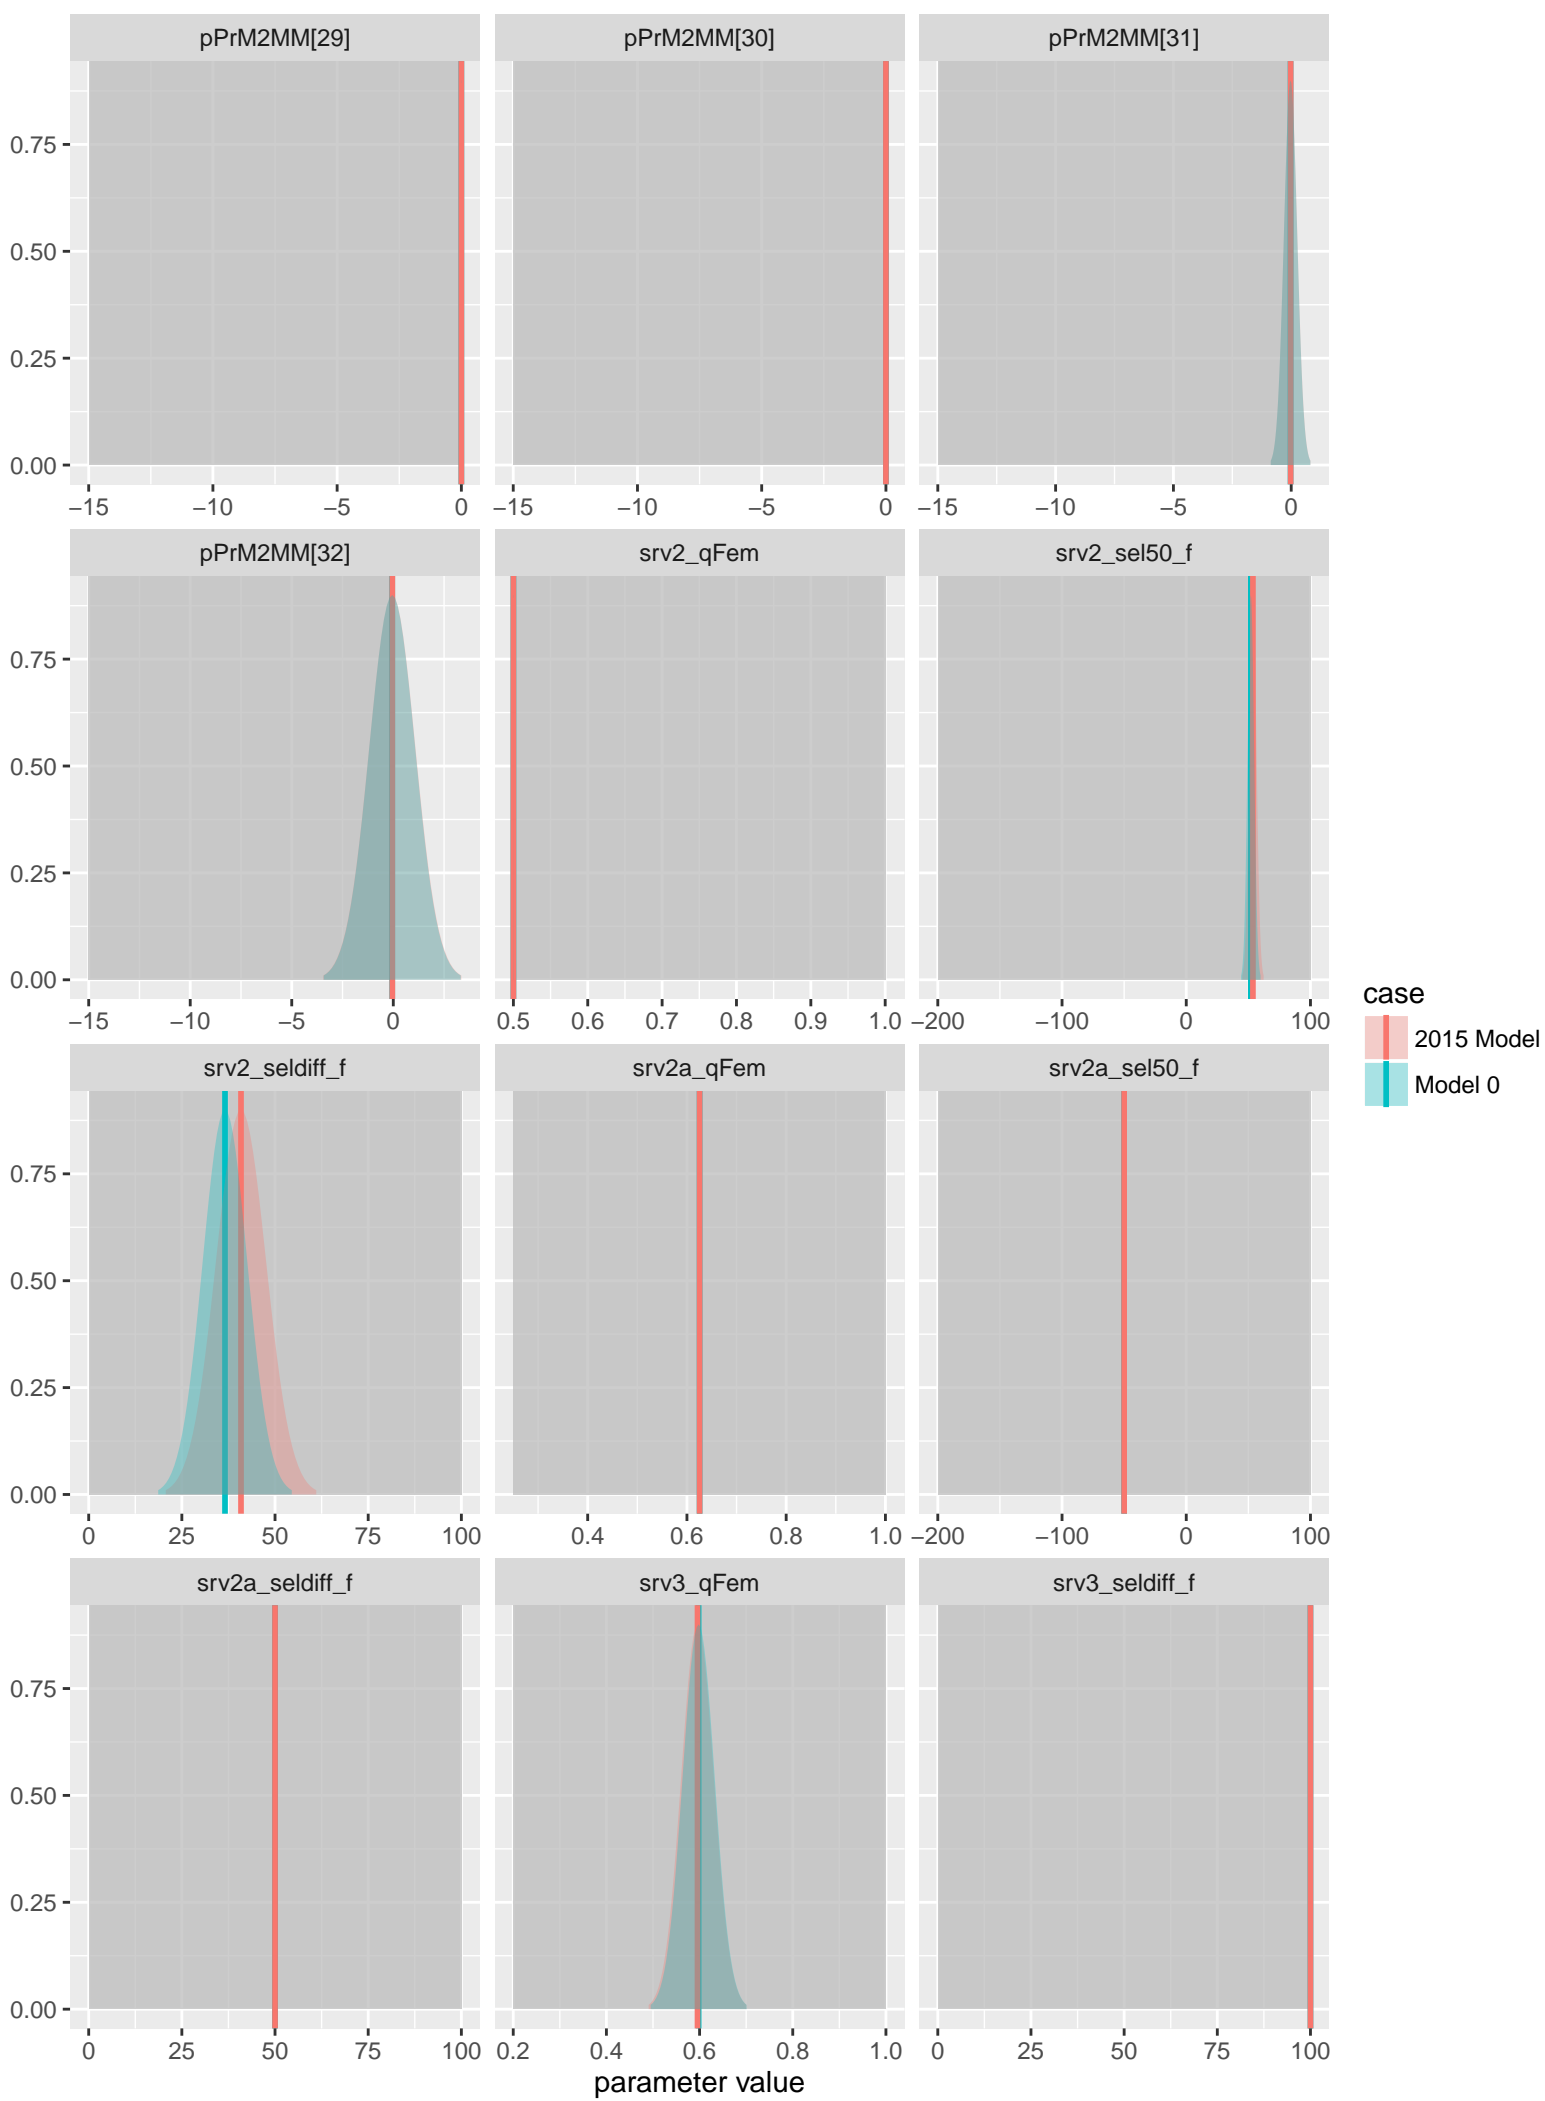 pPrM2MM[29] pPrM2MM[30] pPrM2MM[31]
0.75
0.50
0.25
0.00
−15 −10 −5 0 −15 −10 −5 0 −15 −10 −5 0
pPrM2MM[32] srv2_qFem srv2_sel50_f
0.75
0.50
0.25
0.00
−15 −10 −5 0 0.5 0.6 0.7 0.8 0.9 1.0 −200 −100 0 100
case
2015 Model
Model 0
srv2_seldiff_f srv2a_qFem srv2a_sel50_f
0.75
0.50
0.25
0.00
0 25 50 75 100 0.4 0.6 0.8 1.0 −200 −100 0 100
srv2a_seldiff_f srv3_qFem srv3_seldiff_f
0.75
0.50
0.25
0.00
0 25 50 75 100 0.2 0.4 0.6 0.8 1.0 0 25 50 75 100
parameter value